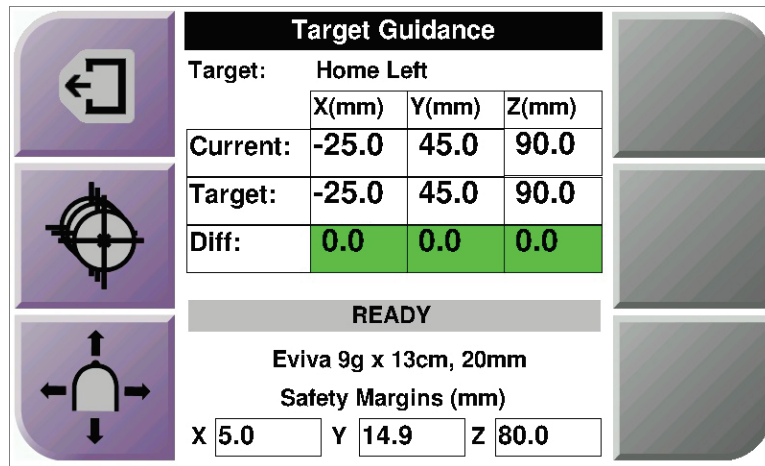 Target Guidance
Target: Home Left
X(mm) Y(mm) Z(mm)
Current: -25.0 45.0 90.0
Target: -25.0 45.0 90.0
Diff: 0.0 0.0 0.0
READY
Eviva 9g x 13cm, 20mm
Safety Margins (mm)
X 5.0 Y 14.9 Z 80.0